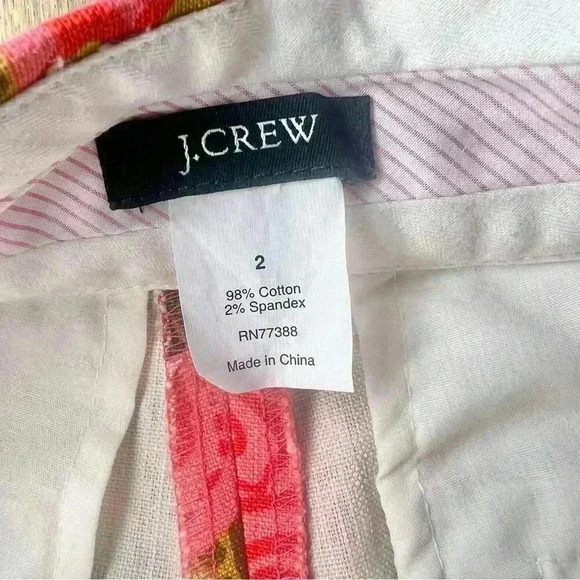 J.CREW
2
98% Cotton
2% Spandex
RN77388
Made in China